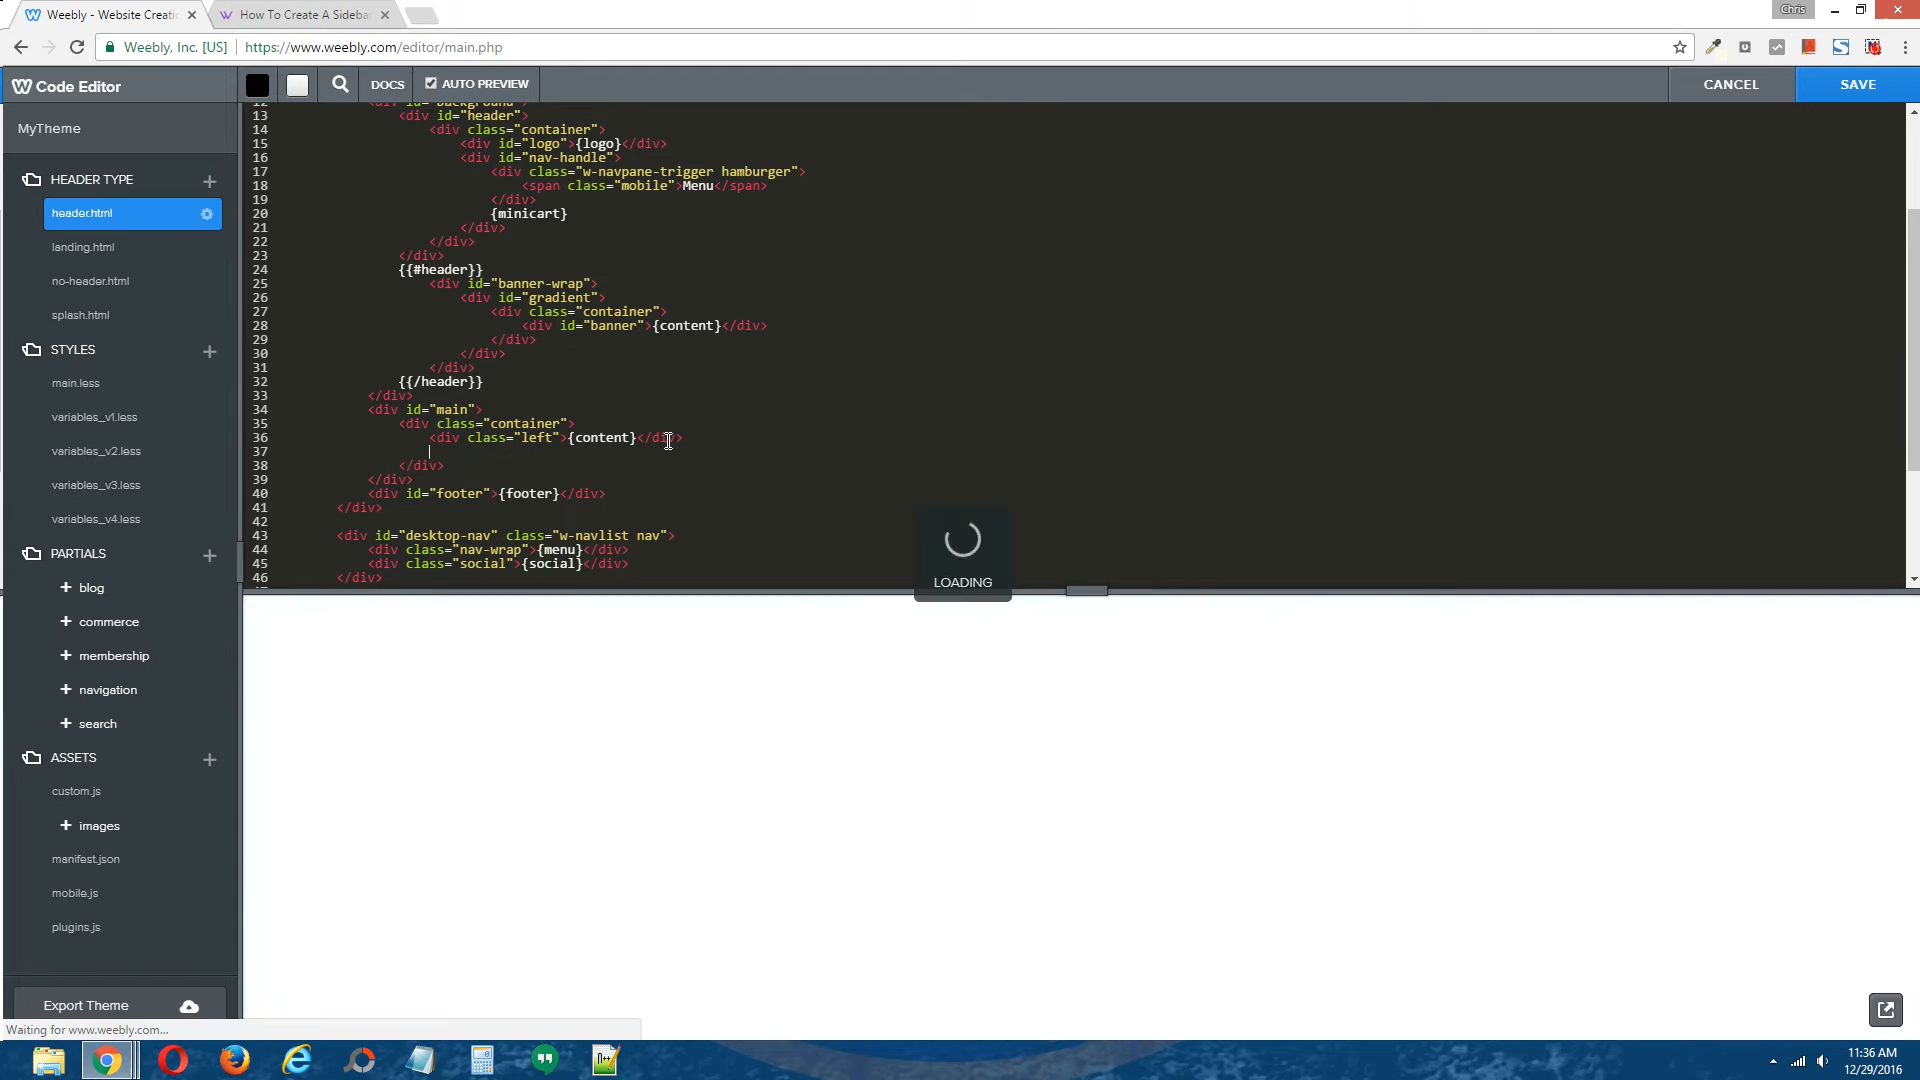 Weebly - Website Creati
How To Create A Sideba
Chris
Weebly, Inc. [US]
https://www.weebly.com/editor/main.php
Code Editor
DOCS
AUTO PREVIEW
CANCEL
SAVE
MyTheme
HEADER TYPE
header.html
landing.html
no-header.html
splash.html
STYLES
main.less
variables_v1.less
variables_v2.less
variables_v3.less
variables_v4.less
PARTIALS
blog
commerce
membership
navigation
search
ASSETS
custom.js
images
manifest.json
mobile.js
plugins.js
Export Theme
12 <div id="background">
13 <div id="header">
14 <div class="container">
15 <div id="logo">{logo}</div>
16 <div id="nav-handle">
17 <div class="w-navpane-trigger hamburger">
18 <span class="mobile">Menu</span>
19 </div>
20 {minicart}
21 </div>
22 </div>
23 </div>
24 {{#header}}
25 <div id="banner-wrap">
26 <div id="gradient">
27 <div class="container">
28 <div id="banner">{content}</div>
29 </div>
30 </div>
31 </div>
32 {{/header}}
33 </div>
34 <div id="main">
35 <div class="container">
36 <div class="left">{content}</div>
37
38 </div>
39 </div>
40 <div id="footer">{footer}</div>
41 </div>
42
43 <div id="desktop-nav" class="w-navlist nav">
44 <div class="nav-wrap">{menu}</div>
45 <div class="social">{social}</div>
46 </div>
LOADING
Waiting for www.weebly.com...
11:36 AM
12/29/2016